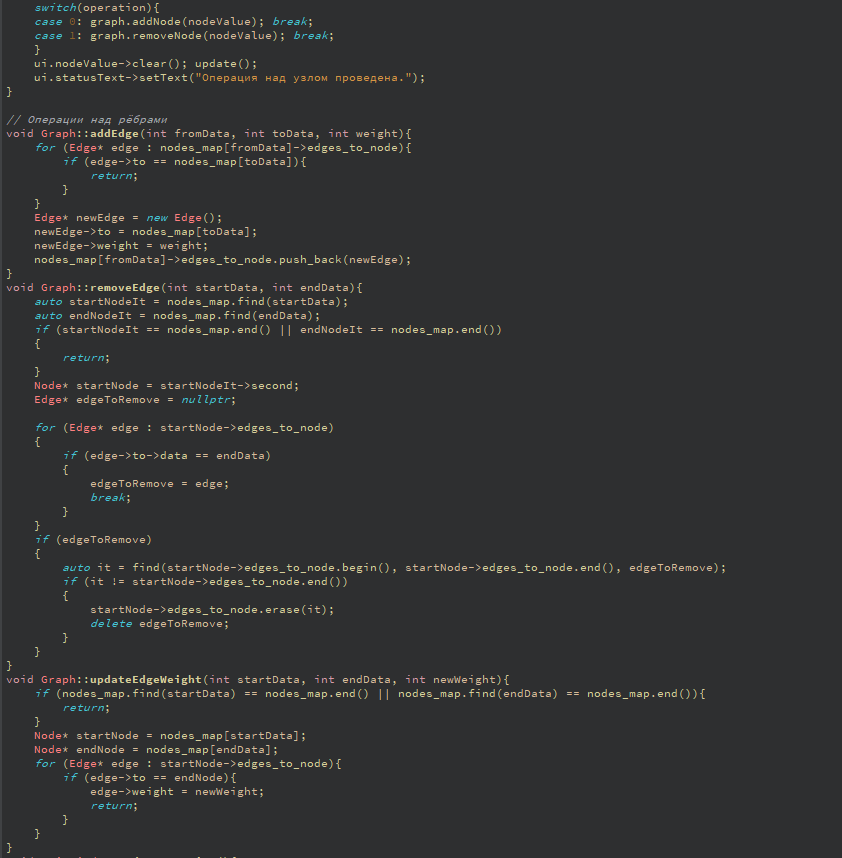 switch(operation){
case 0: graph.addNode(nodeValue); break;
case 1: graph.removeNode(nodeValue); break;
}
ui.nodeValue->clear(); update();
ui.statusText->setText("Операция над узлом проведена.");
}
// Операции над рёбрами
void Graph::addEdge(int fromData, int toData, int weight){
for (Edge* edge : nodes_map[fromData]->edges_to_node){
if (edge->to == nodes_map[toData]){
return;
}
}
Edge* newEdge = new Edge();
newEdge->to = nodes_map[toData];
newEdge->weight = weight;
nodes_map[fromData]->edges_to_node.push_back(newEdge);
}
void Graph::removeEdge(int startData, int endData){
auto startNodeIt = nodes_map.find(startData);
auto endNodeIt = nodes_map.find(endData);
if (startNodeIt == nodes_map.end() || endNodeIt == nodes_map.end())
{
return;
}
Node* startNode = startNodeIt->second;
Edge* edgeToRemove = nullptr;
for (Edge* edge : startNode->edges_to_node)
{
if (edge->to->data == endData)
{
edgeToRemove = edge;
break;
}
}
if (edgeToRemove)
{
auto it = find(startNode->edges_to_node.begin(), startNode->edges_to_node.end(), edgeToRemove);
if (it != startNode->edges_to_node.end())
{
startNode->edges_to_node.erase(it);
delete edgeToRemove;
}
}
}
void Graph::updateEdgeWeight(int startData, int endData, int newWeight){
if (nodes_map.find(startData) == nodes_map.end() || nodes_map.find(endData) == nodes_map.end()){
return;
}
Node* startNode = nodes_map[startData];
Node* endNode = nodes_map[endData];
for (Edge* edge : startNode->edges_to_node){
if (edge->to == endNode){
edge->weight = newWeight;
return;
}
}
}